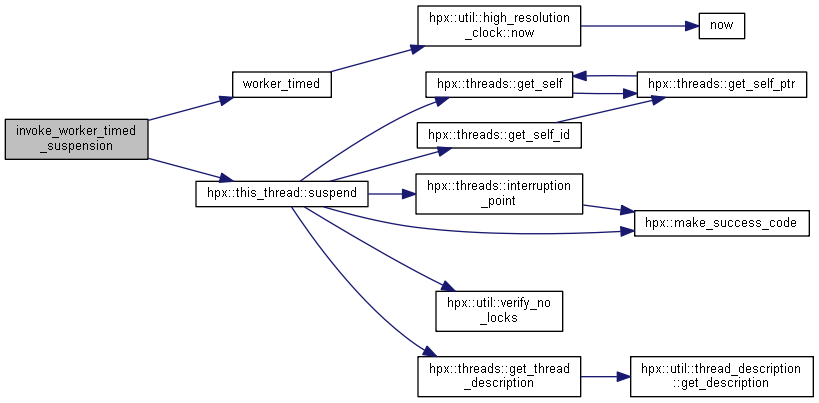 invoke_worker_timed
_suspension
worker_timed
hpx::util::high_resolution
_clock::now
now
hpx::this_thread::suspend
hpx::threads::get_self
hpx::threads::get_self_ptr
hpx::threads::get_self_id
hpx::threads::interruption
_point
hpx::make_success_code
hpx::util::verify_no
_locks
hpx::threads::get_thread
_description
hpx::util::thread_description
::get_description